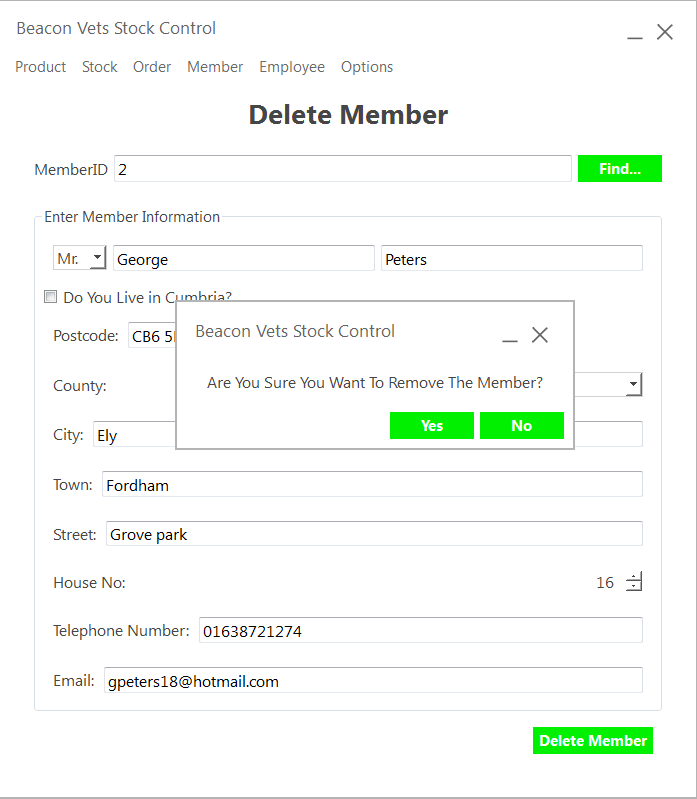 Beacon Vets Stock Control
Product Stock Order Member Employee Options
Delete Member
MemberID 2 Find...
Enter Member Information
Mr. George Peters
Do You Live in Cumbria?
Postcode: CB6
Beacon Vets Stock Control
Are You Sure You Want To Remove The Member?
Yes No
County:
City: Ely
Town: Fordham
Street: Grove park
House No: 16
Telephone Number: 01638721274
Email: gpeters18@hotmail.com
Delete Member